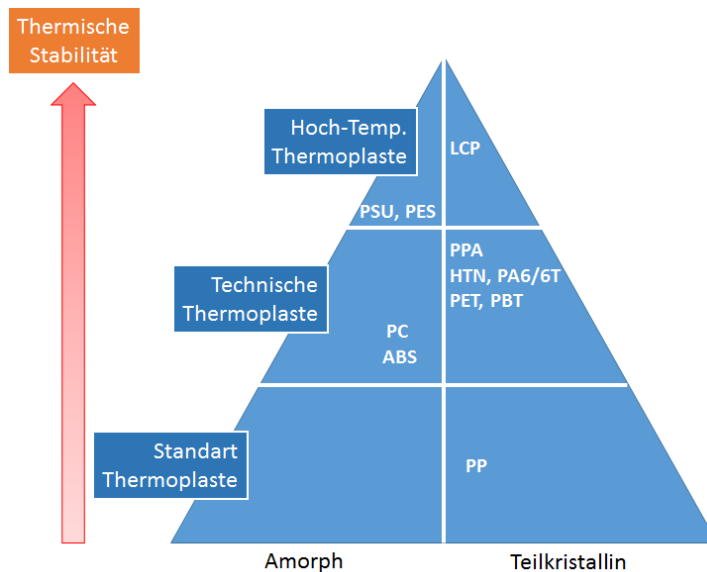 Thermische
Stabilität
Hoch-Temp.
Thermoplaste
LCP
PSU, PES
Technische
Thermoplaste
PPA
HTN, PA6/6T
PET, PBT
PC
ABS
Standart
Thermoplaste
PP
Amorph
Teilkristallin